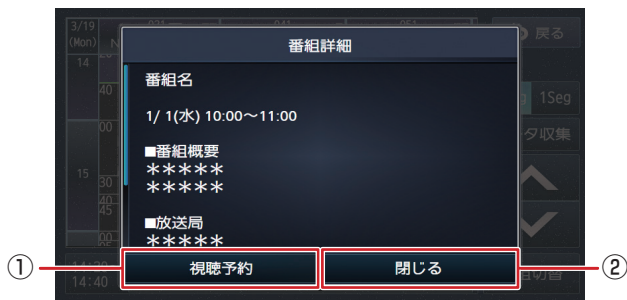 3/19
(Mon)
戻る
14
番組詳細
番組名
40
1Seg
1/ 1(水) 10:00～11:00
00
タ収集
■番組概要
＊＊＊＊＊
15
30
＊＊＊＊＊
40
45
■放送局
＊＊＊＊＊
00
① 視聴予約 閉じる ②
14:40